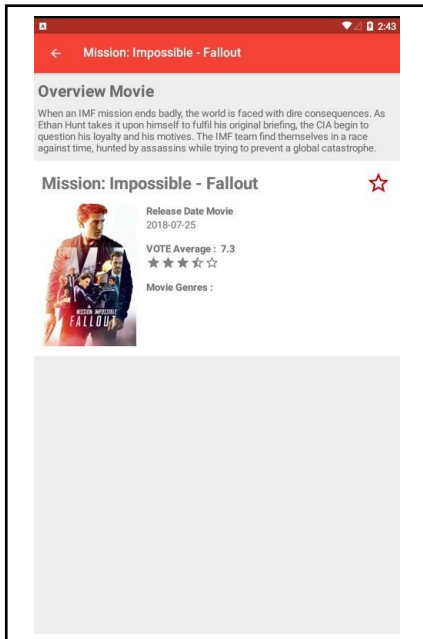 2:43
Mission: Impossible - Fallout
Overview Movie
When an IMF mission ends badly, the world is faced with dire consequences. As
Ethan Hunt takes it upon himself to fulfil his original briefing, the CIA begin to
question his loyalty and his motives. The IMF team find themselves in a race
against time, hunted by assassins while trying to prevent a global catastrophe.
Mission: Impossible - Fallout
Release Date Movie
2018-07-25
VOTE Average : 7.3
Movie Genres :
MISSION: IMPOSSIBLE
FALLOUT